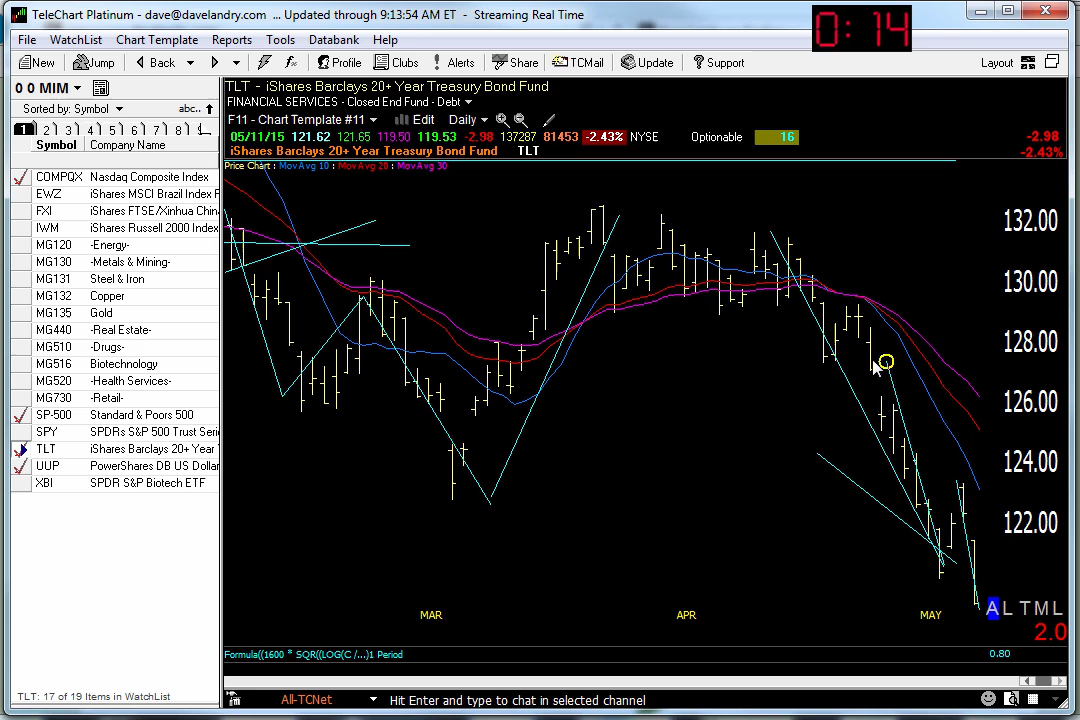 TeleChart Platinum - dave@davelandry.com ... Updated through 9:13:54 AM ET - Streaming Real Time
0:14
File WatchList Chart Template Reports Tools Databank Help
New Jump Back Profile Clubs Alerts Share TCMail Update Support Layout
0 0 MIM
Sorted by: Symbol abc..
1 2 3 4 5 6 7 8
Symbol Company Name
COMPQX Nasdaq Composite Index
EWZ iShares MSCI Brazil Index F
FXI iShares FTSE/Xinhua Chin
IWM iShares Russell 2000 Index
MG120 -Energy-
MG130 -Metals & Mining-
MG131 Steel & Iron
MG132 Copper
MG135 Gold
MG440 -Real Estate-
MG510 -Drugs-
MG516 Biotechnology
MG520 -Health Services-
MG730 -Retail-
SP-500 Standard & Poors 500
SPY SPDRs S&P 500 Trust Serie
TLT iShares Barclays 20+ Year
UUP PowerShares DB US Dollar
XBI SPDR S&P Biotech ETF
TLT: 17 of 19 Items in WatchList
TLT - iShares Barclays 20+ Year Treasury Bond Fund
FINANCIAL SERVICES - Closed End Fund - Debt
F11 - Chart Template #11 Edit Daily
05/11/15 121.62 121.65 119.50 119.53 -2.98 137287 81453 -2.43% NYSE Optionable 16 -2.98
iShares Barclays 20+ Year Treasury Bond Fund TLT -2.43%
Price Chart : MovAvg 10 : MovAvg 20 : MovAvg 30
132.00
130.00
128.00
126.00
124.00
122.00
A L T M L
MAR APR MAY
2.0
Formula((1600 * SQR((LOG(C /...)1 Period 0.80
All-TCNet Hit Enter and type to chat in selected channel